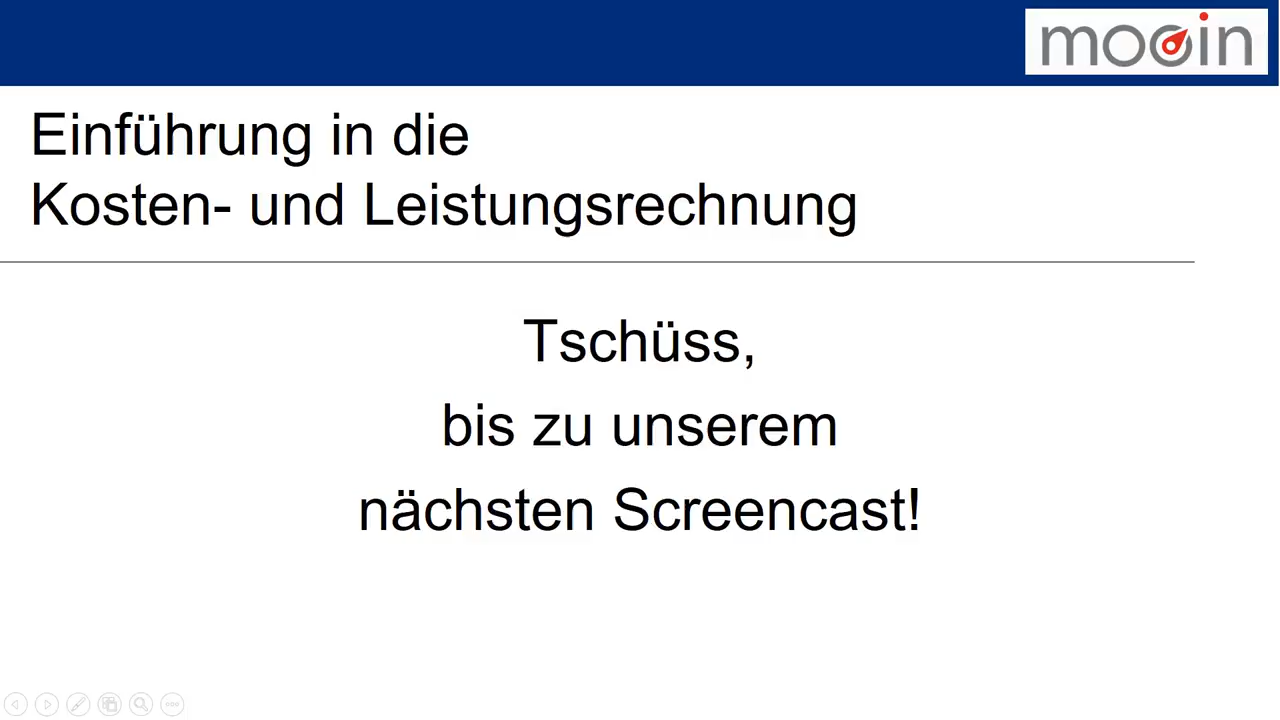 mooin
Einführung in die
Kosten- und Leistungsrechnung
Tschüss,
bis zu unserem
nächsten Screencast!